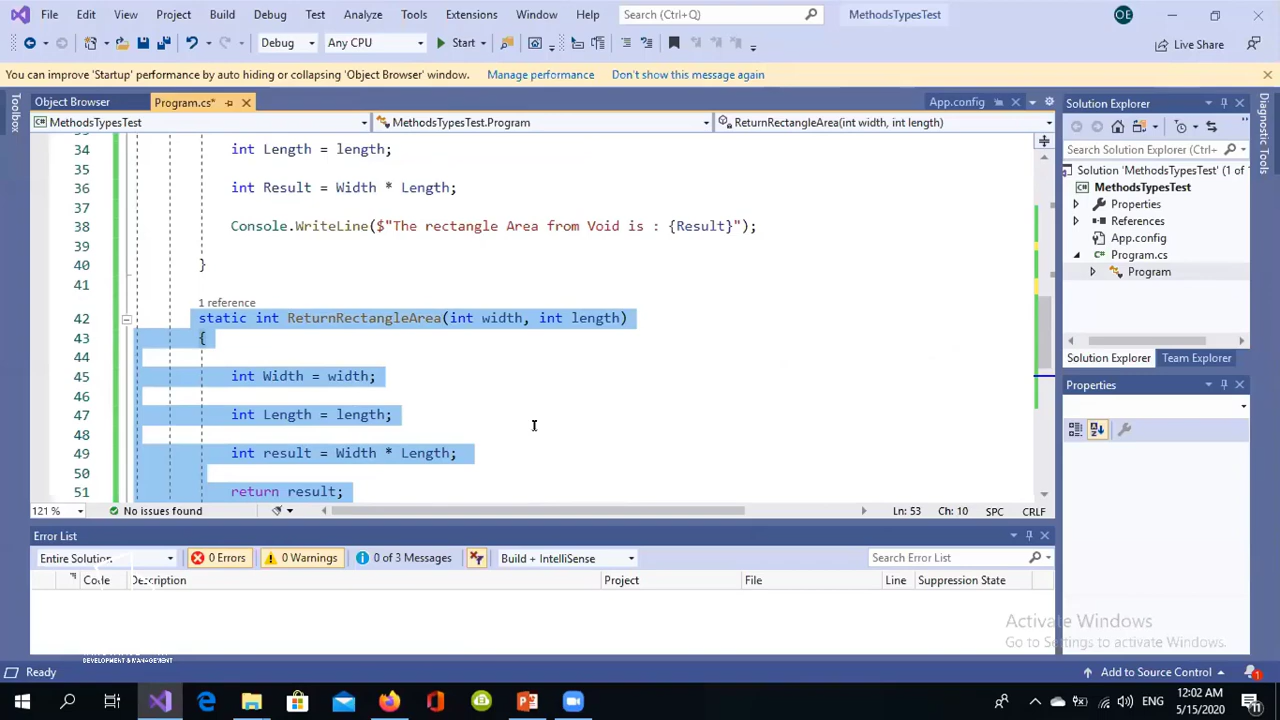 File Edit View Project Build Debug Test Analyze Tools Extensions Window Help Search (Ctrl+Q) MethodsTypesTest OE
Debug Any CPU Start Live Share
You can improve 'Startup' performance by auto hiding or collapsing 'Object Browser' window. Manage performance Don't show this message again
Toolbox
Object Browser Program.cs* App.config
MethodsTypesTest MethodsTypesTest.Program ReturnRectangleArea(int width, int length)
34 int Length = length;
35
36 int Result = Width * Length;
37
38 Console.WriteLine($"The rectangle Area from Void is : {Result}");
39
40 }
41
1 reference
42 static int ReturnRectangleArea(int width, int length)
43 {
44
45 int Width = width;
46
47 int Length = length;
48
49 int result = Width * Length;
50
51 return result;
121 % No issues found Ln: 53 Ch: 10 SPC CRLF
Solution Explorer
Search Solution Explorer (Ctrl+
Solution 'MethodsTypesTest' (1 of
MethodsTypesTest
Properties
References
App.config
Program.cs
Program
Solution Explorer Team Explorer
Properties
Diagnostic Tools
Error List
Entire Solution 0 Errors 0 Warnings 0 of 3 Messages Build + IntelliSense Search Error List
Code Description Project File Line Suppression State
Activate Windows
Go to Settings to activate Windows.
DEVELOPMENT & MANAGEMENT
Ready Add to Source Control 1
ENG 12:02 AM
5/15/2020 11